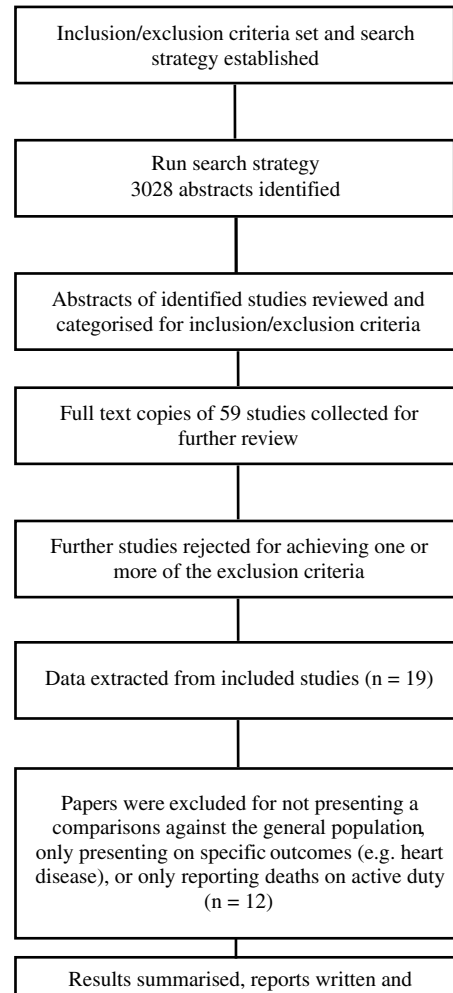 Inclusion/exclusion criteria set and search
strategy established
Run search strategy
3028 abstracts identified
Abstracts of identified studies reviewed and
categorised for inclusion/exclusion criteria
Full text copies of 59 studies collected for
further review
Further studies rejected for achieving one or
more of the exclusion criteria
Data extracted from included studies (n = 19)
Papers were excluded for not presenting a
comparisons against the general population,
only presenting on specific outcomes (e.g. heart
disease), or only reporting deaths on active duty
(n = 12)
Results summarised, reports written and